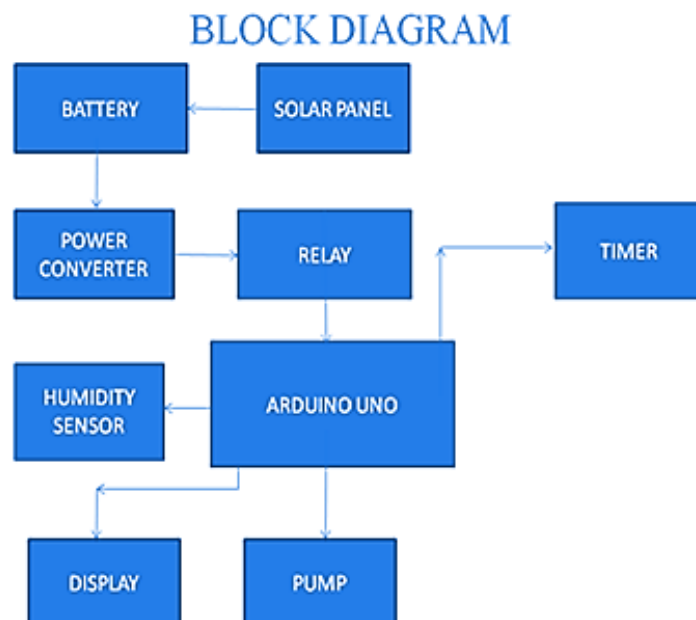 BLOCK DIAGRAM
BATTERY
SOLAR PANEL
POWER
CONVERTER
RELAY
TIMER
HUMIDITY
SENSOR
ARDUINO UNO
DISPLAY
PUMP